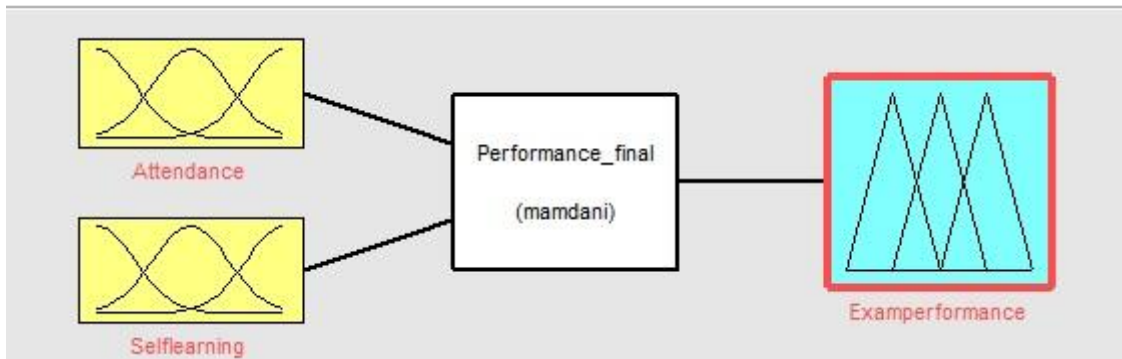 Attendance
Performance_final
(mamdani)
Selflearning
Examperformance